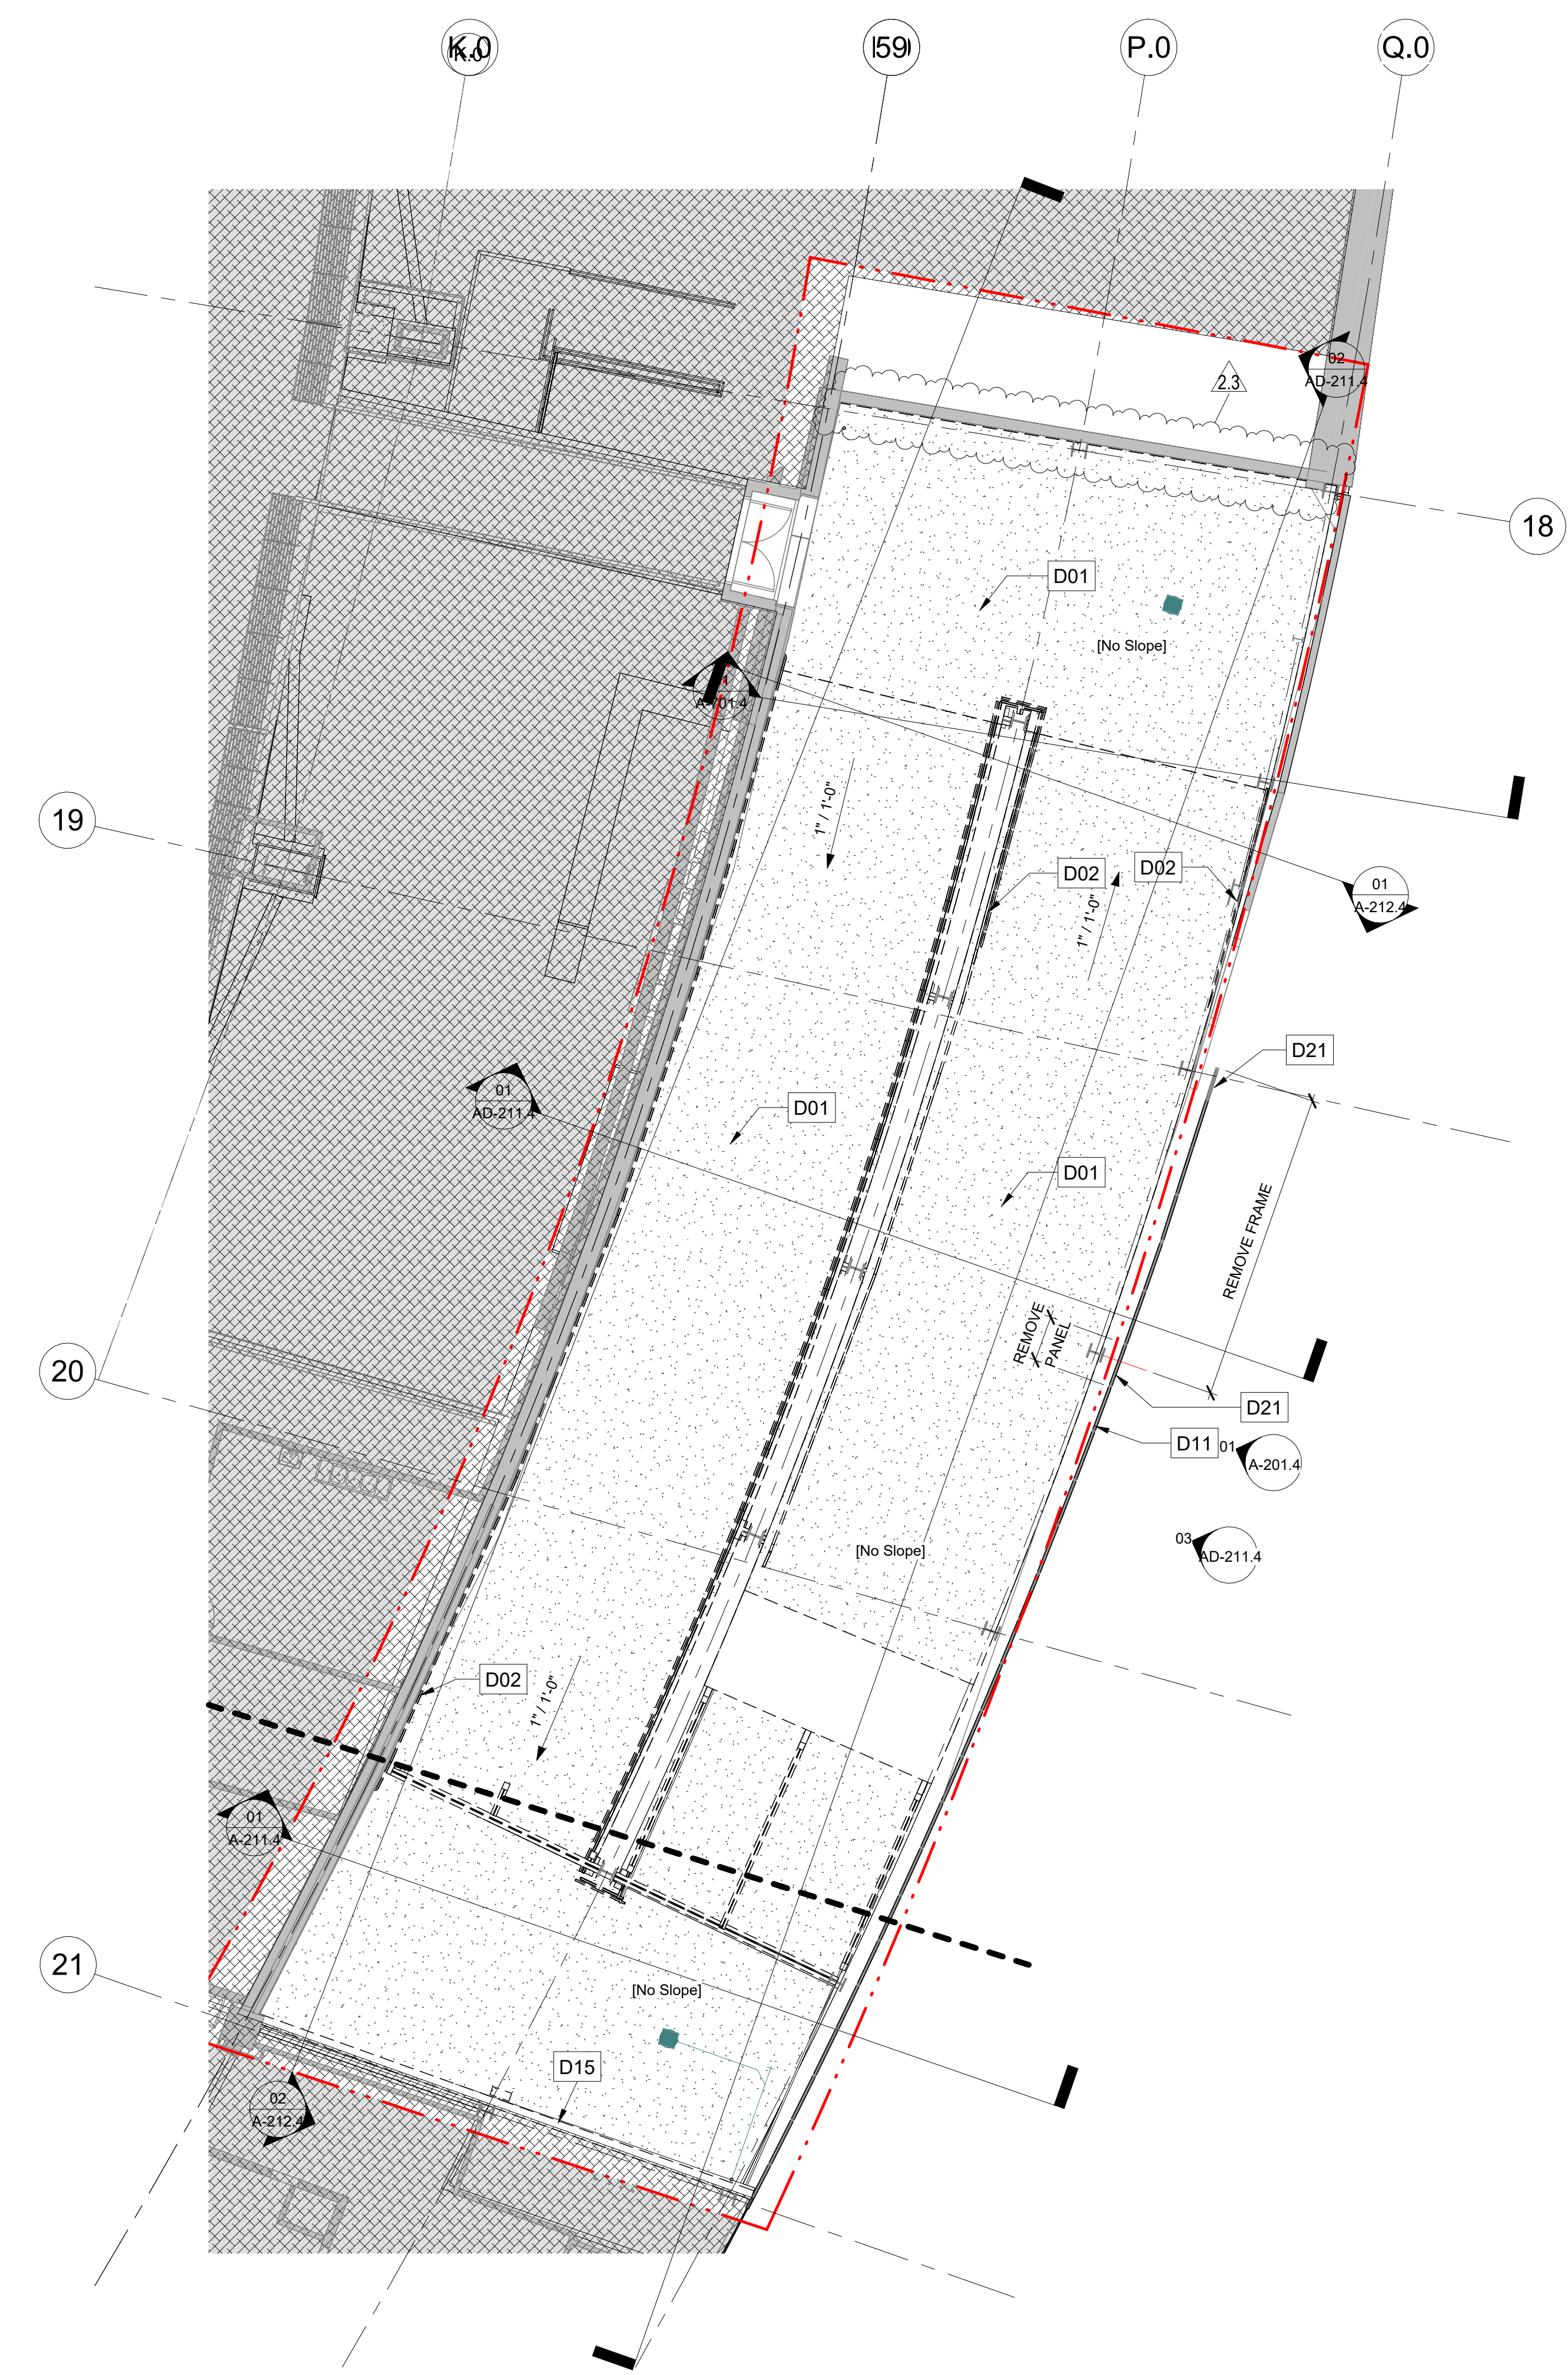 K.0
K.0
P.0
Q.0
02
AD-211.4
2.3
18
D01
[No Slope]
1
A-701.4
19
1" / 1'-0"
D02
D02
1" / 1'-0"
01
A-212.4
D21
01
AD-211.4
D01
D01
REMOVE FRAME
REMOVE
PANEL
20
D21
D11
01
A-201.4
03
AD-211.4
[No Slope]
D02
1" / 1'-0"
01
A-211.4
21
[No Slope]
D15
02
A-212.4